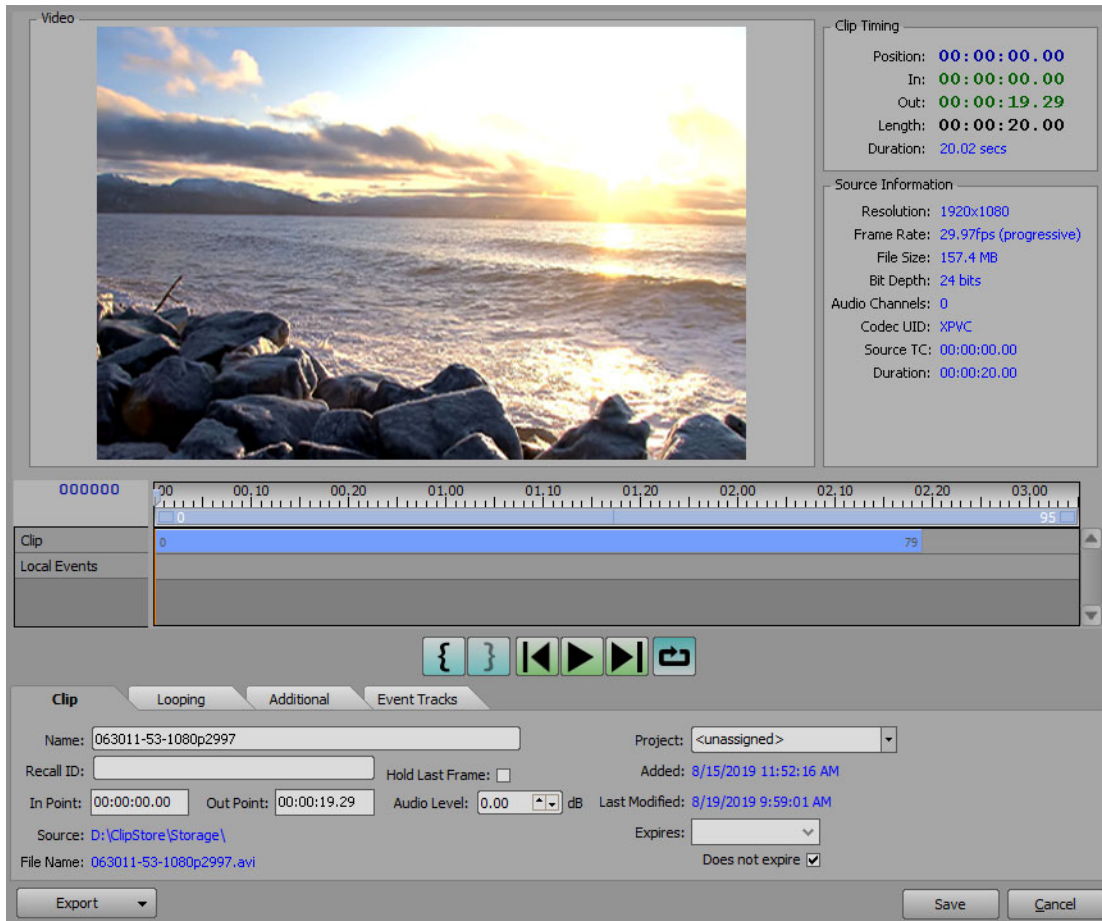 Video
Clip Timing
Position: 00:00:00.00
In: 00:00:00.00
Out: 00:00:19.29
Length: 00:00:20.00
Duration: 20.02 secs
Source Information
Resolution: 1920x1080
Frame Rate: 29.97fps (progressive)
File Size: 157.4 MB
Bit Depth: 24 bits
Audio Channels: 0
Codec UID: XPVC
Source TC: 00:00:00.00
Duration: 00:00:20.00
000000 00 00.10 00.20 01.00 01.10 01.20 02.00 02.10 02.20 03.00
0 95
Clip 0 79
Local Events
{ }
Clip Looping Additional Event Tracks
Name: 063011-53-1080p2997 Project: <unassigned>
Recall ID: Hold Last Frame: Added: 8/15/2019 11:52:16 AM
In Point: 00:00:00.00 Out Point: 00:00:19.29 Audio Level: 0.00 dB Last Modified: 8/19/2019 9:59:01 AM
Source: D:\ClipStore\Storage\ Expires:
File Name: 063011-53-1080p2997.avi Does not expire
Export Save Cancel